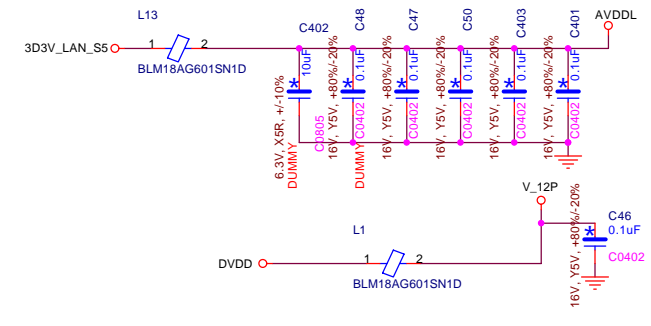 L13
C402
C48
C47
C50
C403
C401
AVDDL
3D3V_LAN_S5
1
2
BLM18AG601SN1D
6.3V, X5R, +/-10%
10uF
C0805
DUMMY
16V, Y5V, +80%/-20%
0.1uF
C0402
DUMMY
16V, Y5V, +80%/-20%
0.1uF
C0402
16V, Y5V, +80%/-20%
0.1uF
C0402
16V, Y5V, +80%/-20%
0.1uF
C0402
16V, Y5V, +80%/-20%
0.1uF
C0402
V_12P
L1
DVDD
1
2
BLM18AG601SN1D
16V, Y5V, +80%/-20%
C46
0.1uF
C0402